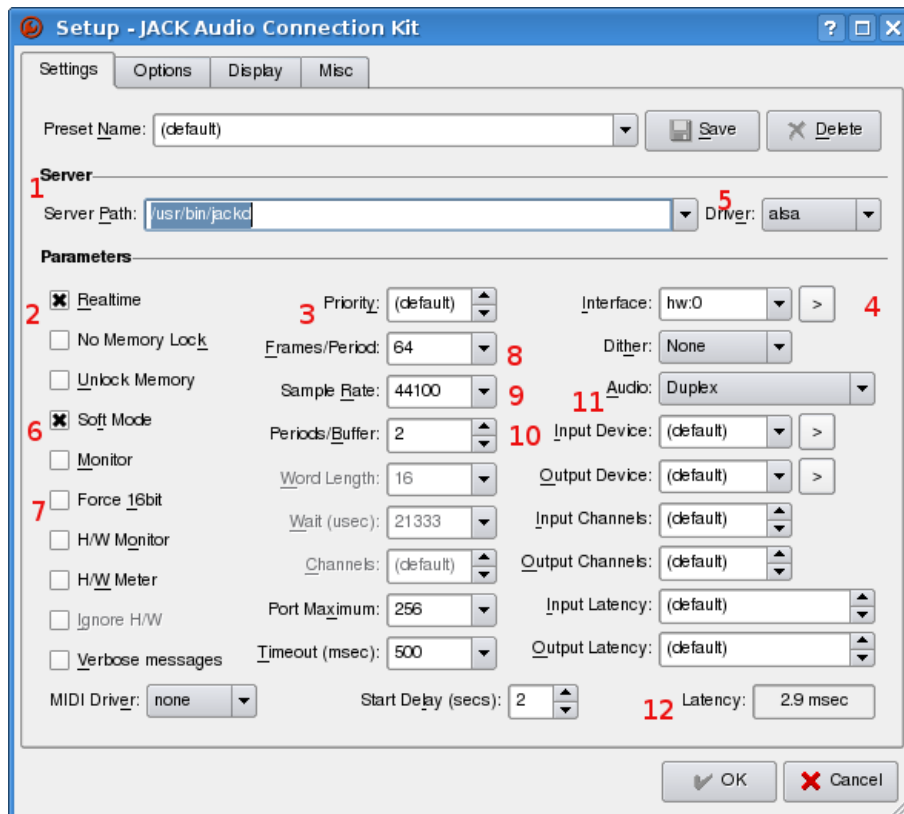 Setup - JACK Audio Connection Kit
?
Settings Options Display Misc
Preset Name: (default) Save Delete
Server
1
5
Server Path: /usr/bin/jackd Driver: alsa
Parameters
Realtime Priority: (default) Interface: hw:0 >
2 3 4
No Memory Lock Frames/Period: 64 8 Dither: None
Unlock Memory Sample Rate: 44100 9 Audio: Duplex
11
6 Soft Mode Periods/Buffer: 2 10 Input Device: (default) >
Monitor Word Length: 16 Output Device: (default) >
7 Force 16bit Wait (usec): 21333 Input Channels: (default)
H/W Monitor Channels: (default) Output Channels: (default)
H/W Meter Port Maximum: 256 Input Latency: (default)
Ignore H/W
Verbose messages Timeout (msec): 500 Output Latency: (default)
MIDI Driver: none Start Delay (secs): 2 12 Latency: 2.9 msec
OK Cancel